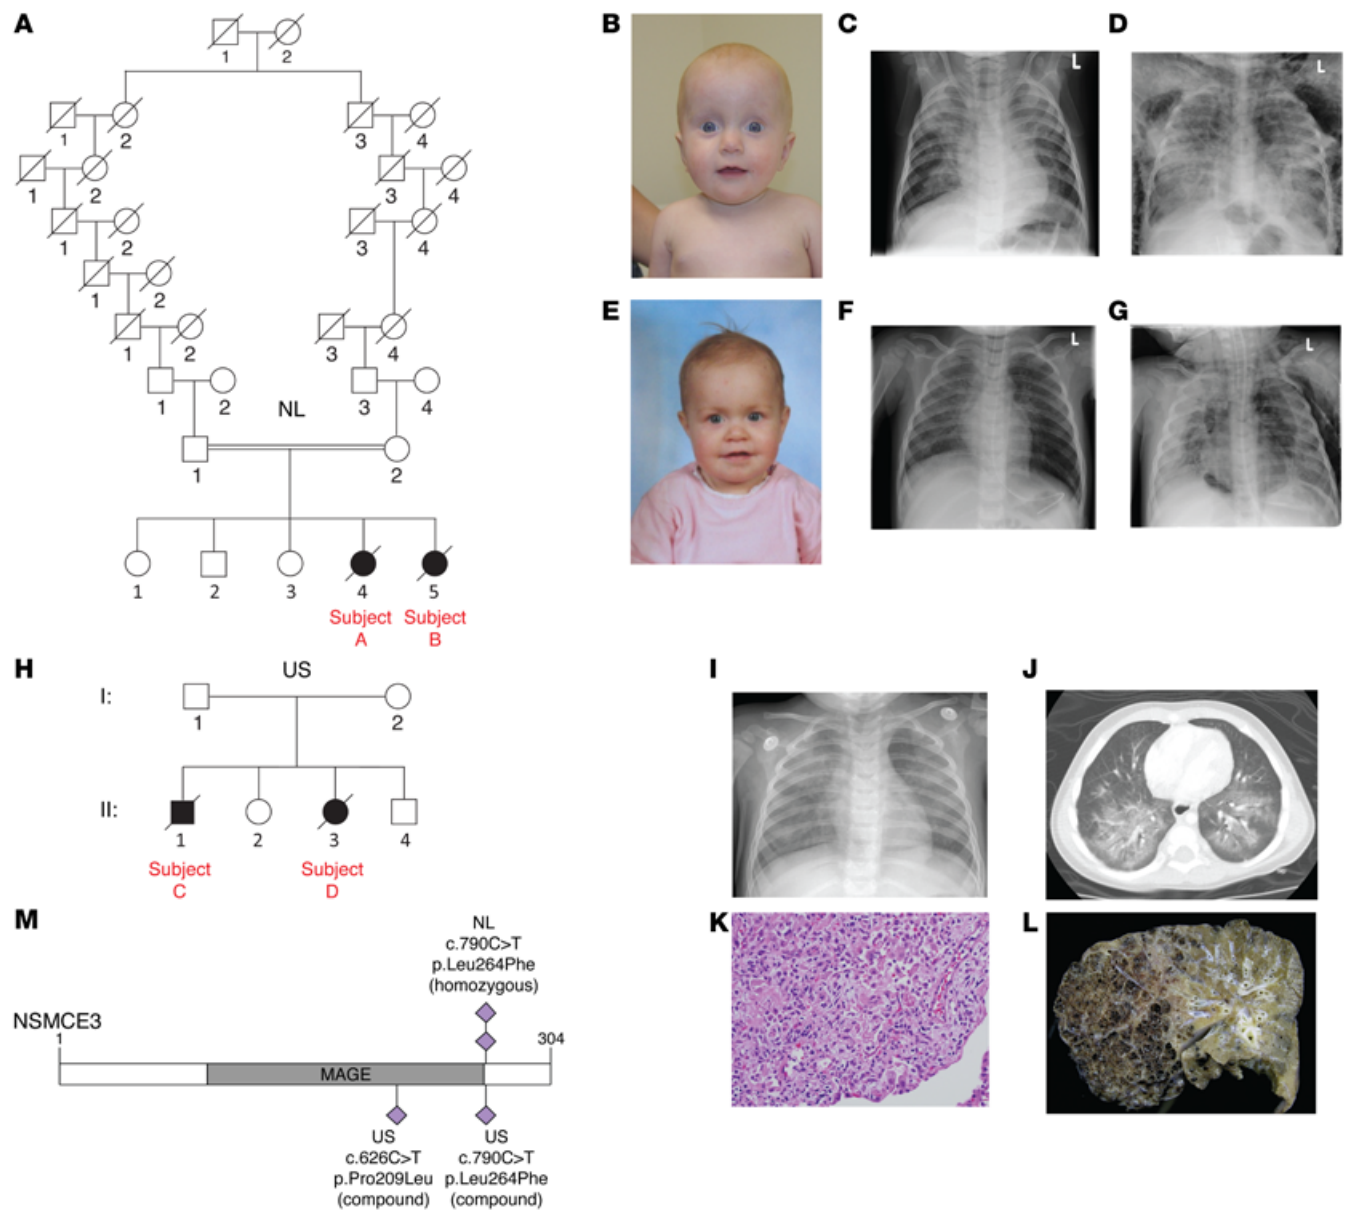 A
1 2
1 2 3 4
1 2 3 4
1 2 3 4
1 2
1 2 3 4
1 2 3 4
NL
1 2
1 2 3 4 5
Subject A
Subject B
B
C
L
D
L
E
F
L
G
L
H
US
I:
1 2
II:
1 2 3 4
Subject C
Subject D
I
J
K
L
M
NL
c.790C>T
p.Leu264Phe
(homozygous)
NSMCE3
1 304
MAGE
US
c.626C>T
p.Pro209Leu
(compound)
US
c.790C>T
p.Leu264Phe
(compound)